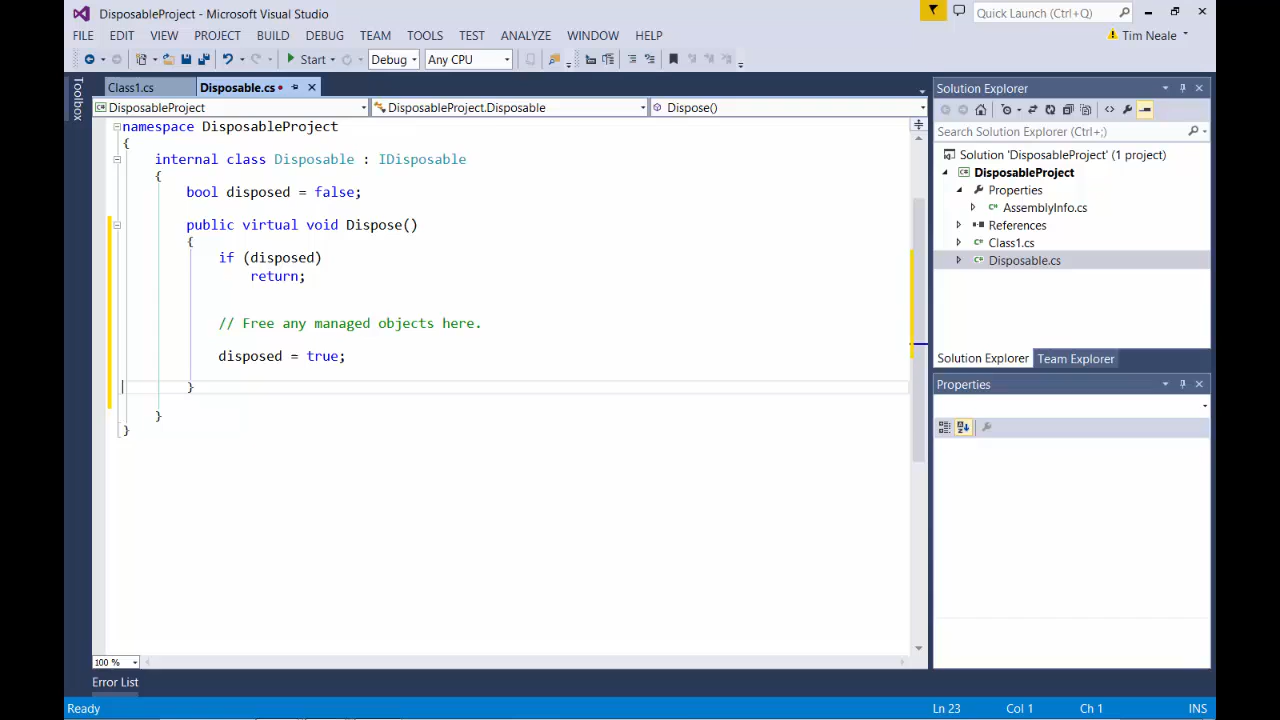 DisposableProject - Microsoft Visual Studio
Quick Launch (Ctrl+Q)
FILE EDIT VIEW PROJECT BUILD DEBUG TEAM TOOLS TEST ANALYZE WINDOW HELP
Tim Neale
Start Debug Any CPU
Toolbox
Class1.cs Disposable.cs
DisposableProject DisposableProject.Disposable Dispose()
namespace DisposableProject
{
internal class Disposable : IDisposable
{
bool disposed = false;
public virtual void Dispose()
{
if (disposed)
return;
// Free any managed objects here.
disposed = true;
}
}
}
100 %
Solution Explorer
Search Solution Explorer (Ctrl+;)
Solution 'DisposableProject' (1 project)
DisposableProject
Properties
AssemblyInfo.cs
References
Class1.cs
Disposable.cs
Solution Explorer Team Explorer
Properties
Error List
Ready Ln 23 Col 1 Ch 1 INS